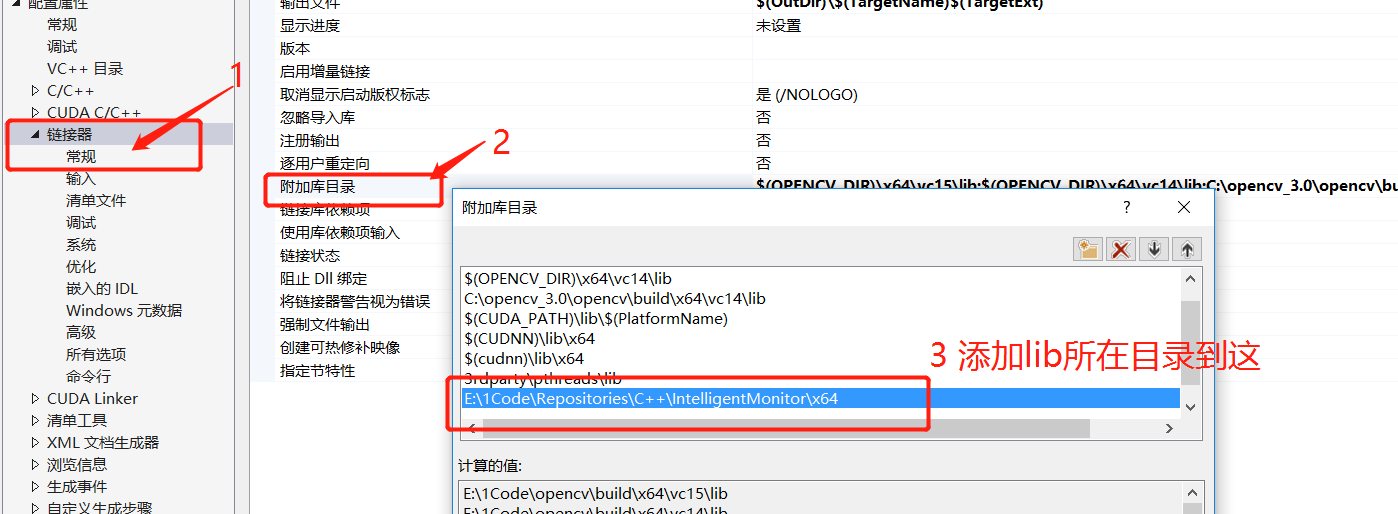 配置属性
常规
调试
VC++ 目录
C/C++
CUDA C/C++
链接器
常规
输入
清单文件
调试
系统
优化
嵌入的 IDL
Windows 元数据
高级
所有选项
命令行
CUDA Linker
清单工具
XML 文档生成器
浏览信息
生成事件
自定义生成步骤
1
输出文件 $(OutDir)\$(TargetName)$(TargetExt)
显示进度 未设置
版本
启用增量链接
取消显示启动版权标志 是 (/NOLOGO)
忽略导入库 否
注册输出 否
逐用户重定向 否
附加库目录 $(OPENCV_DIR)\x64\vc15\lib;$(OPENCV_DIR)\x64\vc14\lib;C:\opencv_3.0\opencv\bu
链接库依赖项
使用库依赖项输入
链接状态
阻止 Dll 绑定
将链接器警告视为错误
强制文件输出
创建可热修补映像
指定节特性
2
附加库目录
?
$(OPENCV_DIR)\x64\vc14\lib
C:\opencv_3.0\opencv\build\x64\vc14\lib
$(CUDA_PATH)\lib\$(PlatformName)
$(CUDNN)\lib\x64
$(cudnn)\lib\x64
3rdparty\pthreads\lib
E:\1Code\Repositories\C++\IntelligentMonitor\x64
3 添加lib所在目录到这
计算的值:
E:\1Code\opencv\build\x64\vc15\lib
E:\1Code\opencv\build\x64\vc14\lib